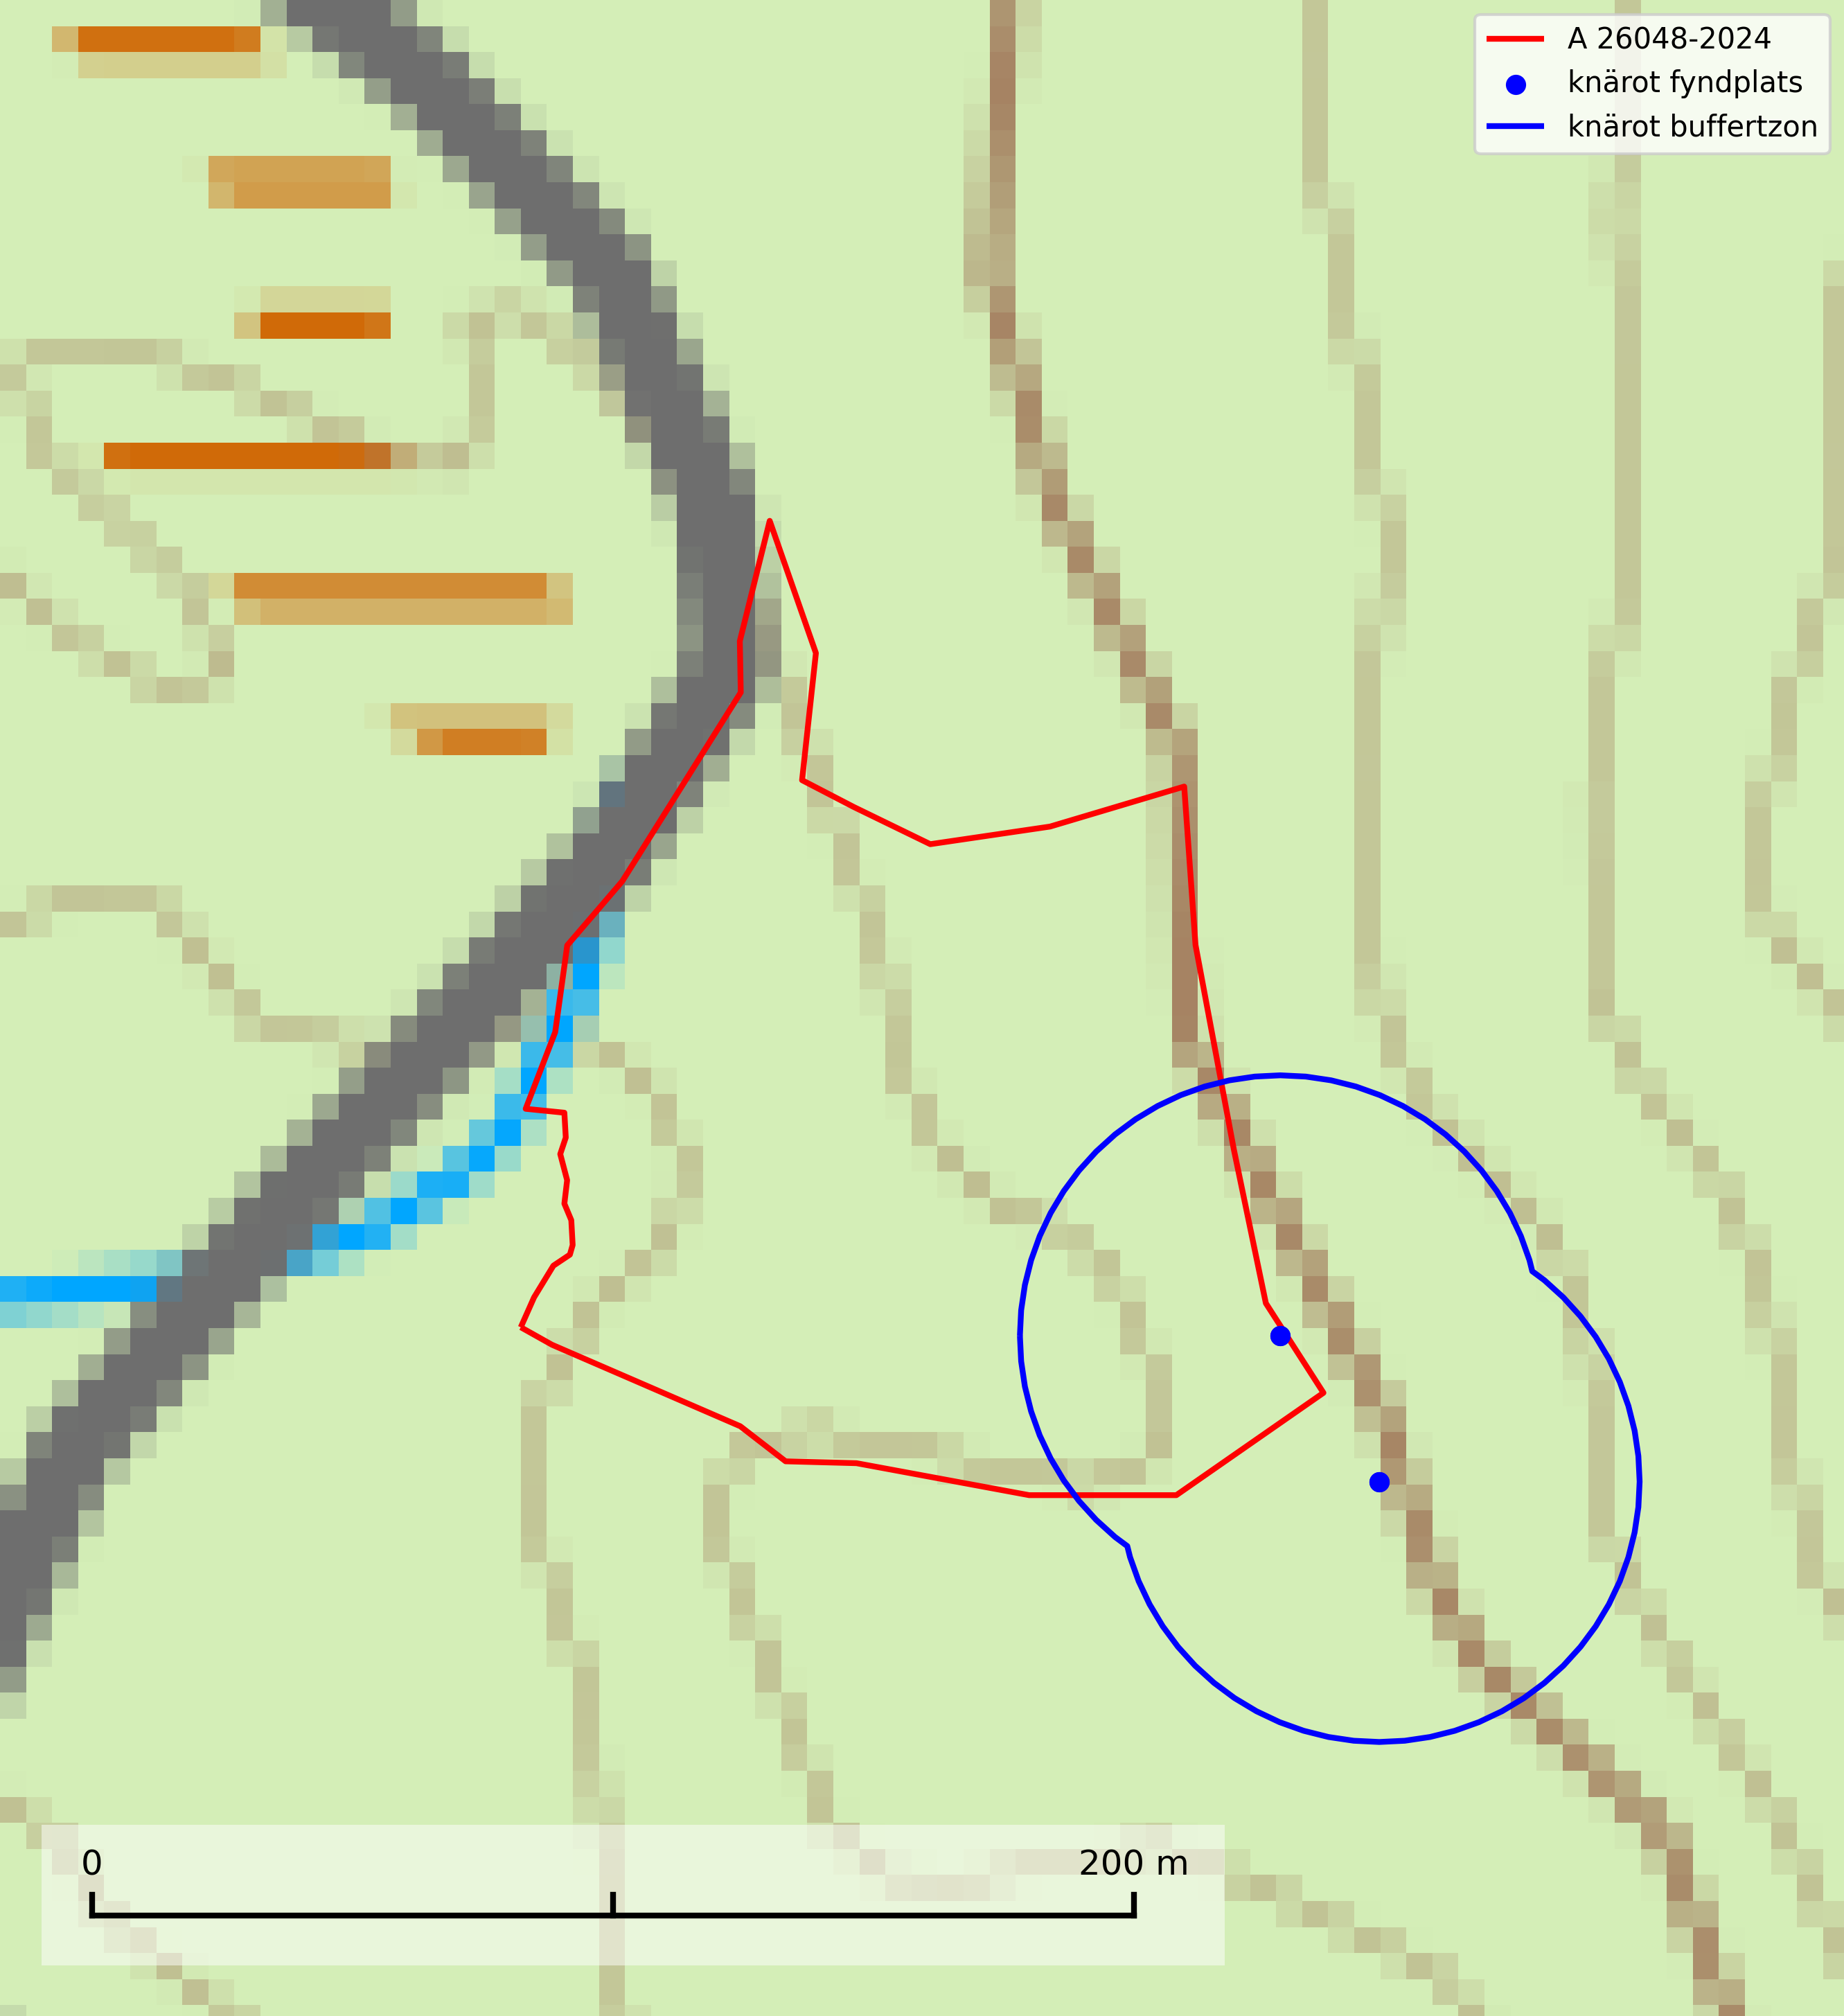 A 26048-2024
knärot fyndplats
knärot buffertzon
0 200 m